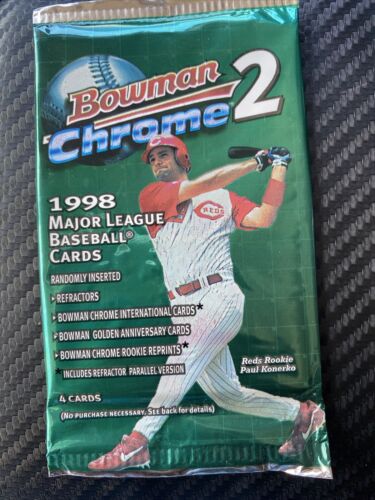 Bowman
Chrome 2
1998
MAJOR LEAGUE
BASEBALL®
CARDS
RANDOMLY INSERTED
▸ REFRACTORS
▸ BOWMAN CHROME INTERNATIONAL CARDS*
▸ BOWMAN GOLDEN ANNIVERSARY CARDS
▸ BOWMAN CHROME ROOKIE REPRINTS*
*INCLUDES REFRACTOR PARALLEL VERSION
REDS
Reds Rookie
Paul Konerko
4 CARDS
(NO PURCHASE NECESSARY. SEE back for details)